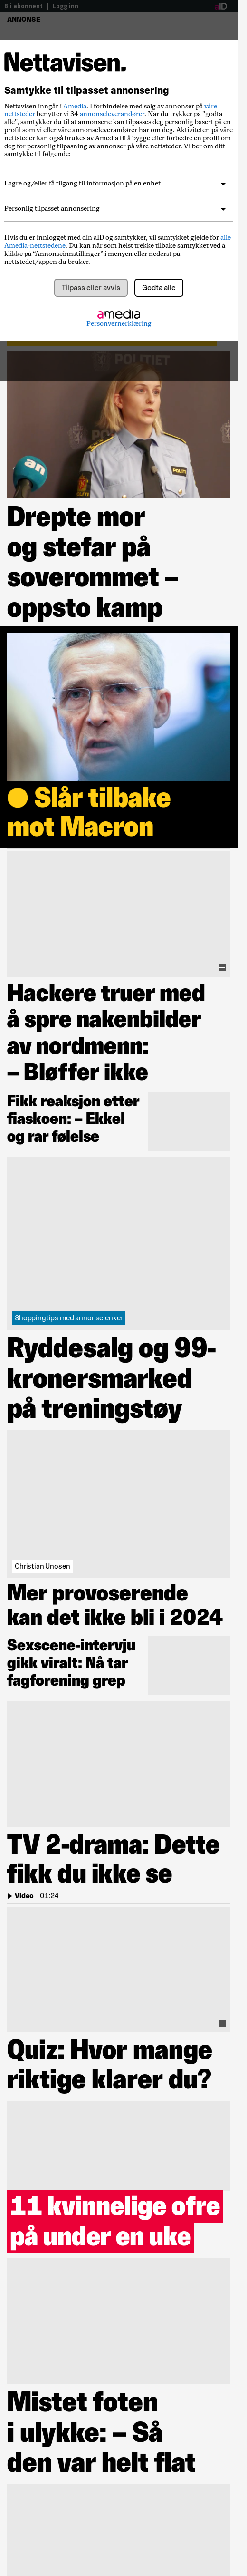 Bli abonnent | Logg inn
aID
ANNONSE
Nettavisen.
Samtykke til tilpasset annonsering
Nettavisen inngår i Amedia. I forbindelse med salg av annonser på våre
nettsteder benytter vi 34 annonseleverandører. Når du trykker på "godta
alle", samtykker du til at annonsene kan tilpasses deg personlig basert på en
profil som vi eller våre annonseleverandører har om deg. Aktiviteten på våre
nettsteder kan også brukes av Amedia til å bygge eller forbedre profil om
deg for personlig tilpasning av annonser på våre nettsteder. Vi ber om ditt
samtykke til følgende:
Lagre og/eller få tilgang til informasjon på en enhet
Personlig tilpasset annonsering
Hvis du er innlogget med din aID og samtykker, vil samtykket gjelde for alle
Amedia-nettstedene. Du kan når som helst trekke tilbake samtykket ved å
klikke på “Annonseinnstillinger” i menyen eller nederst på
nettstedet/appen du bruker.
Tilpass eller avvis
Godta alle
amedia
Personvernerklæring
POLITIET
POLITI
an
Drepte mor
og stefar på
soverommet –
oppsto kamp
Slår tilbake
mot Macron
Hackere truer med
å spre nakenbilder
av nordmenn:
– Bløffer ikke
Fikk reaksjon etter
fiaskoen: – Ekkel
og rar følelse
Shoppingtips med annonselenker
Ryddesalg og 99-
kronersmarked
på treningstøy
Christian Unosen
Mer provoserende
kan det ikke bli i 2024
Sexscene-intervju
gikk viralt: Nå tar
fagforening grep
TV 2-drama: Dette
fikk du ikke se
Video | 01:24
Quiz: Hvor mange
riktige klarer du?
11 kvinnelige ofre
på under en uke
Mistet foten
i ulykke: – Så
den var helt flat